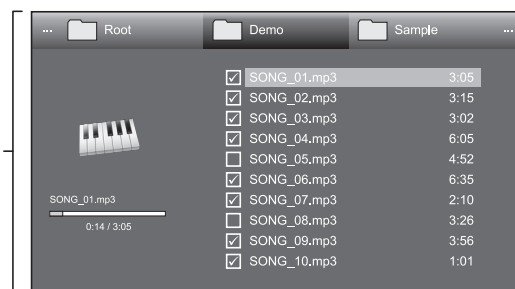 ... Root Demo Sample ...
SONG_01.mp3 3:05
SONG_02.mp3 3:15
SONG_03.mp3 3:02
SONG_04.mp3 6:05
SONG_05.mp3 4:52
SONG_06.mp3 6:35
SONG_07.mp3 2:10
SONG_08.mp3 3:26
SONG_09.mp3 3:56
SONG_10.mp3 1:01
SONG_01.mp3
0:14 / 3:05